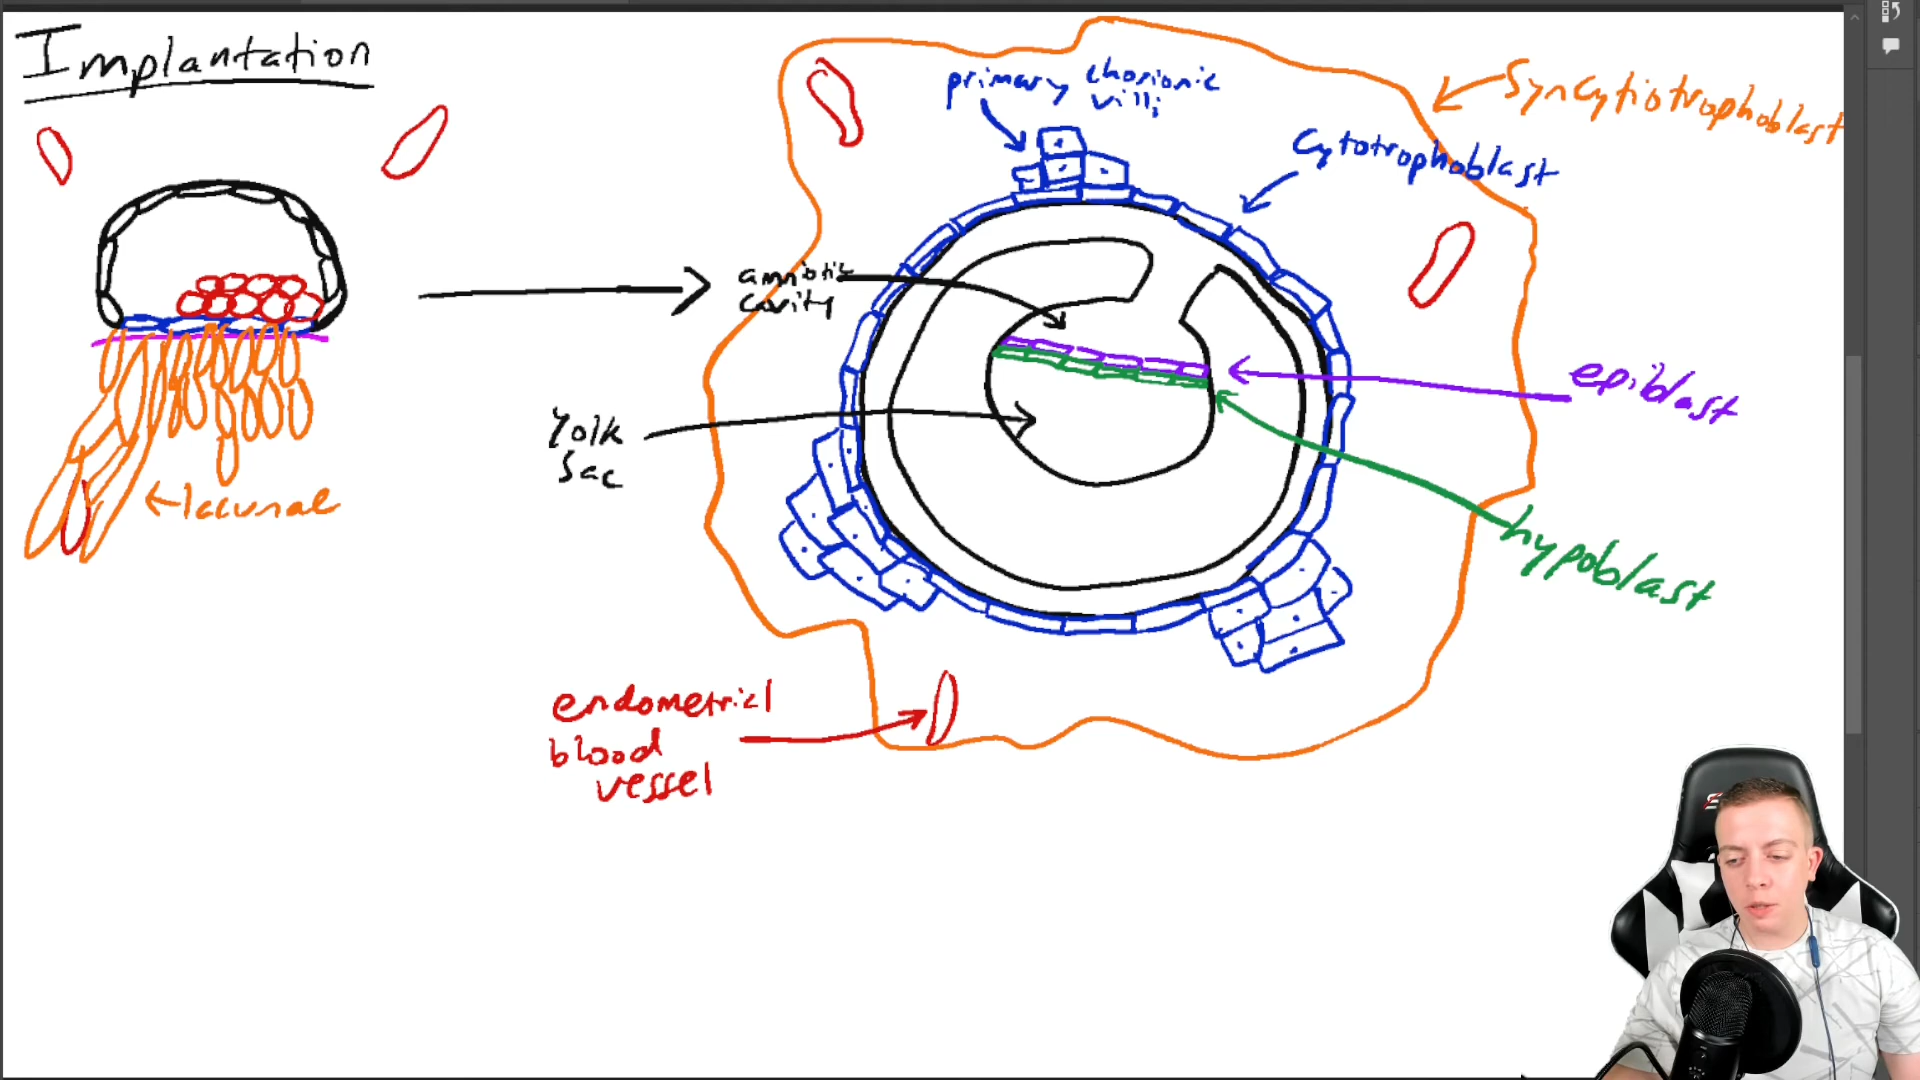 Implantation
primary chorionic
villi
Syncytiotrophoblast
Cytotrophoblast
amniotic
cavity
epiblast
Yolk
Sac
lacunae
hypoblast
endometrial
blood
vessel